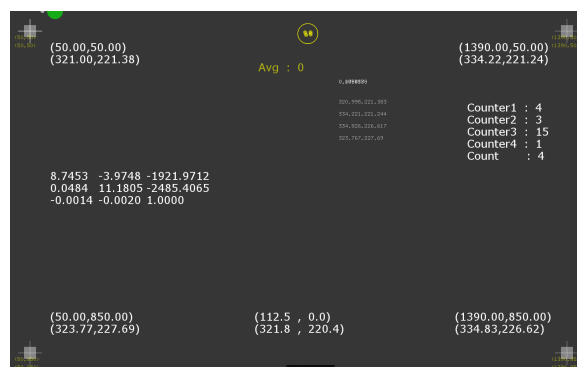 (50,50)
(50.00,50.00)
(321.00,221.38)
Avg : 0
(1390.00,50.00)
(334.22,221.24)
320.996,221.383
334.221,221.244
334.826,226.617
323.767,227.69
Counter1 : 4
Counter2 : 3
Counter3 : 15
Counter4 : 1
Count : 4
8.7453 -3.9748 -1921.9712
0.0484 11.1805 -2485.4065
-0.0014 -0.0020 1.0000
(50.00,850.00)
(323.77,227.69)
(112.5 , 0.0)
(321.8 , 220.4)
(1390.00,850.00)
(334.83,226.62)